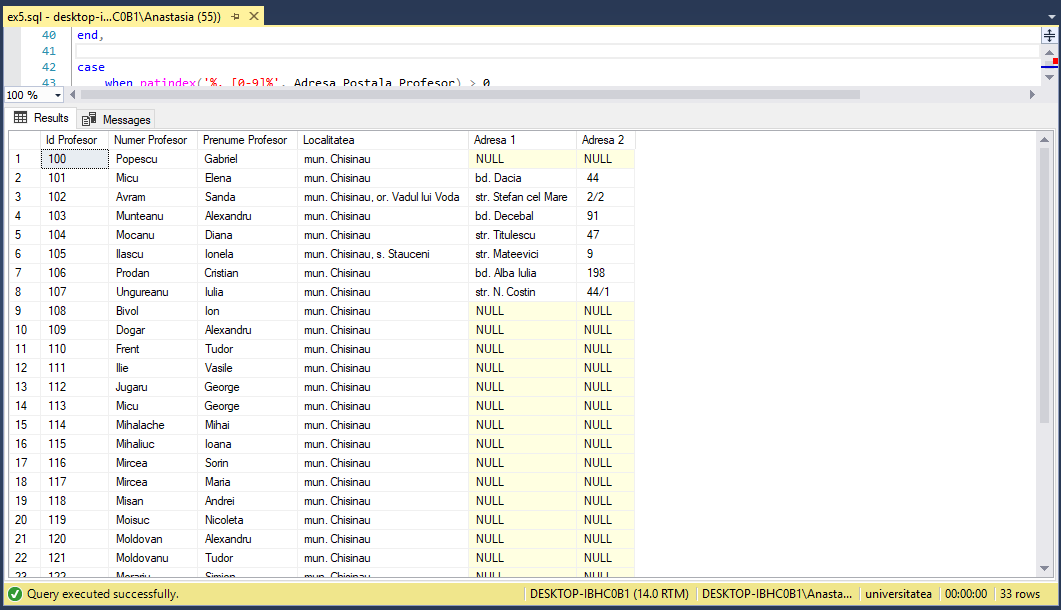 ex5.sql - desktop-i...C0B1\Anastasia (55))
40 end,
41
42 case
43 when patindex('%, [0-9]%', Adresa_Postala_Profesor) > 0
100 %
Results Messages
Id Profesor Numer Profesor Prenume Profesor Localitatea Adresa 1 Adresa 2
1 100 Popescu Gabriel mun. Chisinau NULL NULL
2 101 Micu Elena mun. Chisinau bd. Dacia 44
3 102 Avram Sanda mun. Chisinau, or. Vadul lui Voda str. Stefan cel Mare 2/2
4 103 Munteanu Alexandru mun. Chisinau bd. Decebal 91
5 104 Mocanu Diana mun. Chisinau str. Titulescu 47
6 105 Ilascu Ionela mun. Chisinau, s. Stauceni str. Mateevici 9
7 106 Prodan Cristian mun. Chisinau bd. Alba Iulia 198
8 107 Ungureanu Iulia mun. Chisinau str. N. Costin 44/1
9 108 Bivol Ion mun. Chisinau NULL NULL
10 109 Dogar Alexandru mun. Chisinau NULL NULL
11 110 Frent Tudor mun. Chisinau NULL NULL
12 111 Ilie Vasile mun. Chisinau NULL NULL
13 112 Jugaru George mun. Chisinau NULL NULL
14 113 Micu George mun. Chisinau NULL NULL
15 114 Mihalache Mihai mun. Chisinau NULL NULL
16 115 Mihaliuc Ioana mun. Chisinau NULL NULL
17 116 Mircea Sorin mun. Chisinau NULL NULL
18 117 Mircea Maria mun. Chisinau NULL NULL
19 118 Misan Andrei mun. Chisinau NULL NULL
20 119 Moisuc Nicoleta mun. Chisinau NULL NULL
21 120 Moldovan Alexandru mun. Chisinau NULL NULL
22 121 Moldovanu Tudor mun. Chisinau NULL NULL
23 122 Morariu Simion mun. Chisinau NULL NULL
Query executed successfully. DESKTOP-IBHC0B1 (14.0 RTM) DESKTOP-IBHC0B1\Anasta... universitatea 00:00:00 33 rows